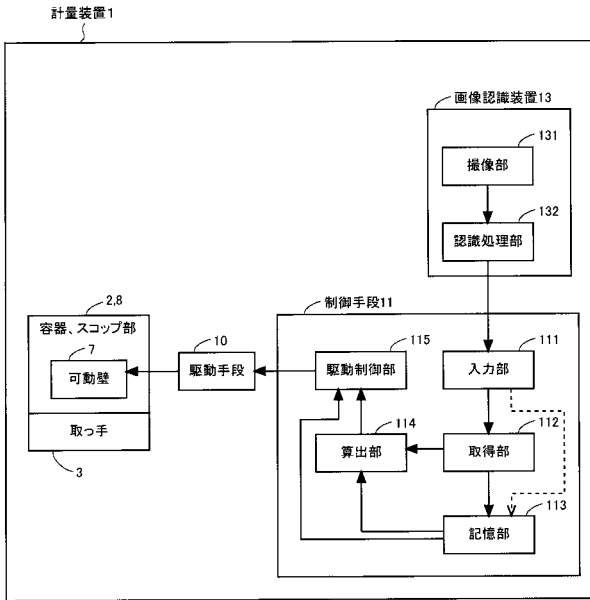 計量装置1
画像認識装置13
131
撮像部
132
認識処理部
制御手段11
2,8
容器、スコップ部
7
可動壁
取っ手
3
10
駆動手段
115
駆動制御部
111
入力部
114
算出部
112
取得部
113
記憶部